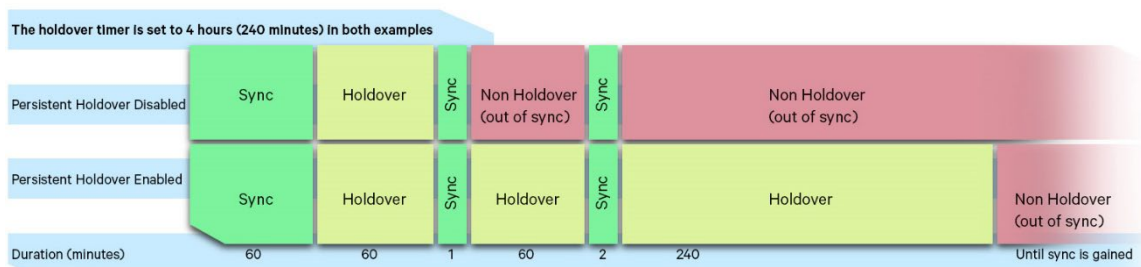 The holdover timer is set to 4 hours (240 minutes) in both examples
Persistent Holdover Disabled
Sync
Holdover
Sync
Non Holdover
(out of sync)
Sync
Non Holdover
(out of sync)
Persistent Holdover Enabled
Sync
Holdover
Sync
Holdover
Sync
Holdover
Non Holdover
(out of sync)
Duration (minutes) 60 60 1 60 2 240 Until sync is gained